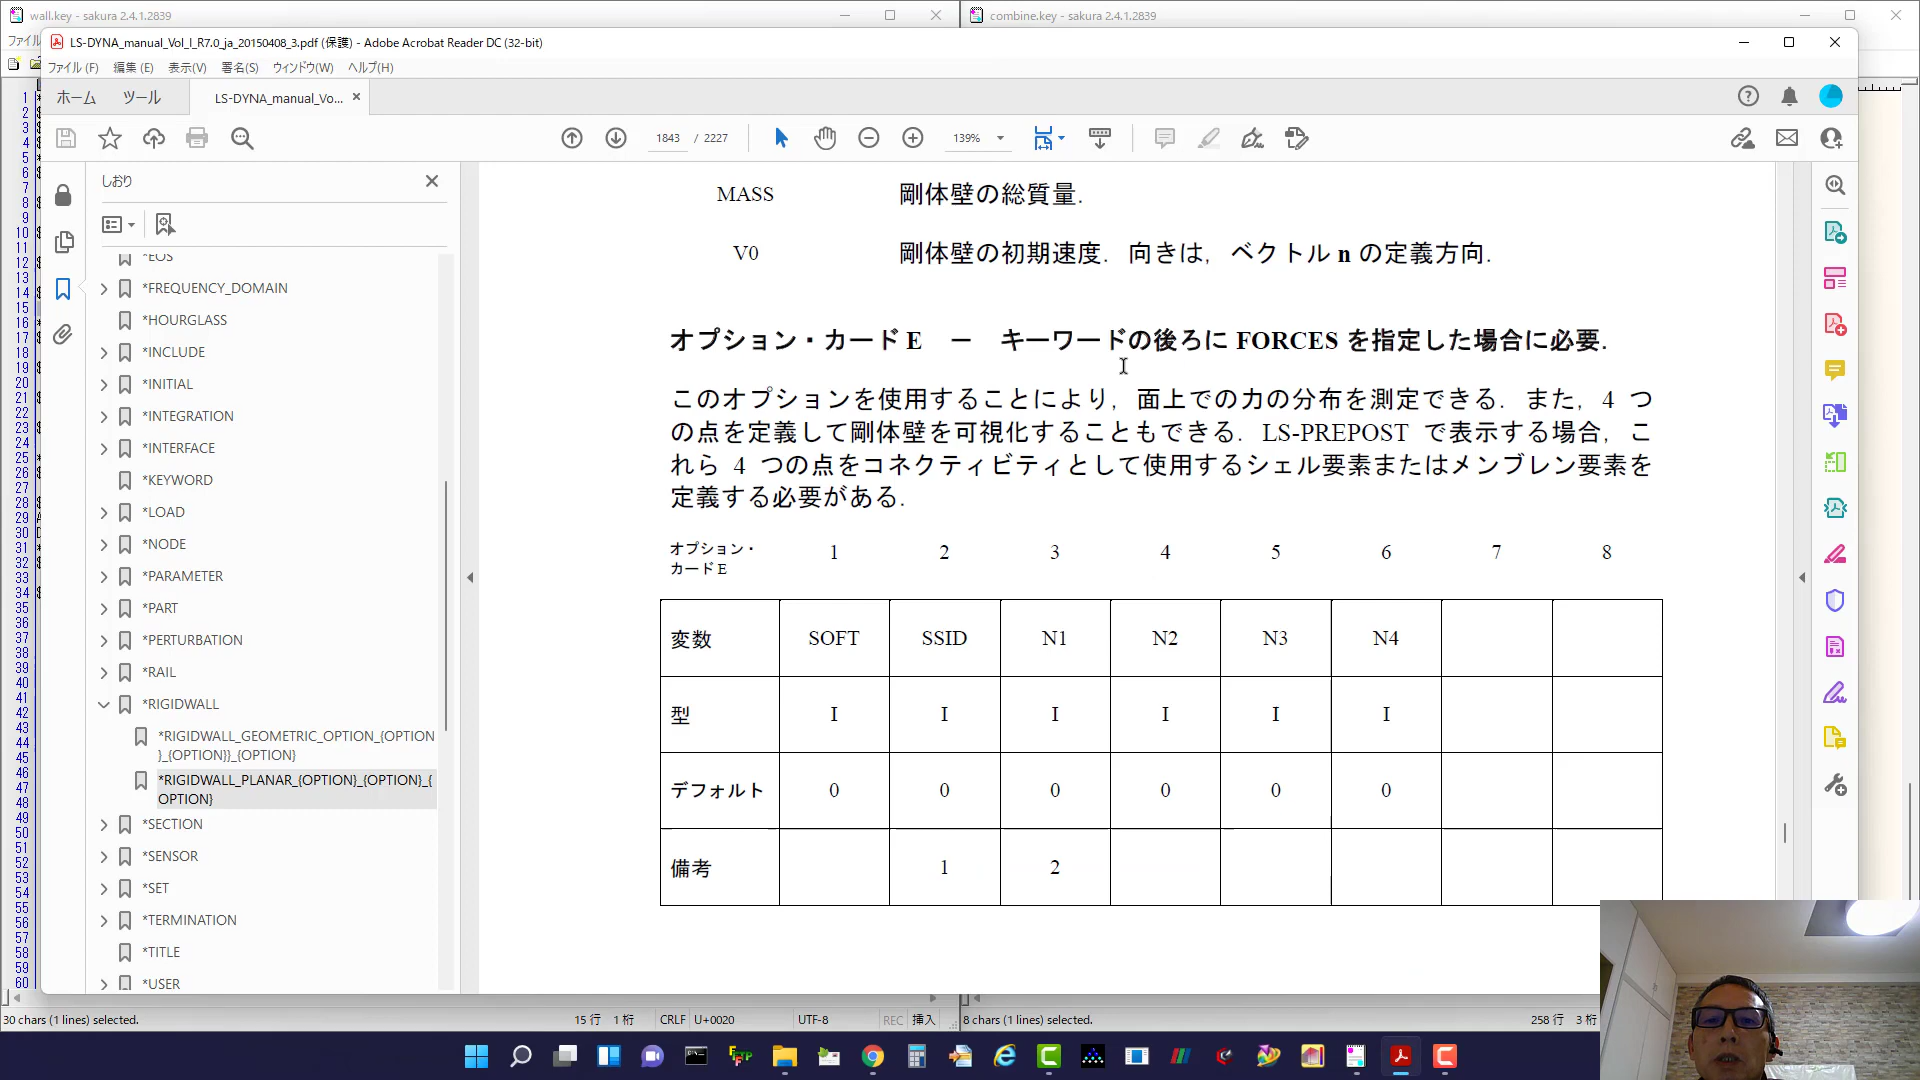 wall.key - sakura 2.4.1.2839
combine.key - sakura 2.4.1.2839
LS-DYNA_manual_Vol_I_R7.0_ja_20150408_3.pdf (保護) - Adobe Acrobat Reader DC (32-bit)
ファイル (F) 編集 (E) 表示(V) 署名(S) ウィンドウ(W) ヘルプ(H)
ホーム ツール LS-DYNA_manual_Vo...
1843 / 2227 139%
しおり
*EOS
*FREQUENCY_DOMAIN
*HOURGLASS
*INCLUDE
*INITIAL
*INTEGRATION
*INTERFACE
*KEYWORD
*LOAD
*NODE
*PARAMETER
*PART
*PERTURBATION
*RAIL
*RIGIDWALL
*RIGIDWALL_GEOMETRIC_OPTION_{OPTION
}_{OPTION}}_{OPTION}
*RIGIDWALL_PLANAR_{OPTION}_{OPTION}_{
OPTION}
*SECTION
*SENSOR
*SET
*TERMINATION
*TITLE
*USER
MASS 剛体壁の総質量.
V0 剛体壁の初期速度. 向きは, ベクトル n の定義方向.
オプション・カード E － キーワードの後ろに FORCES を指定した場合に必要.
このオプションを使用することにより, 面上での力の分布を測定できる. また, 4 つ
の点を定義して剛体壁を可視化することもできる. LS-PREPOST で表示する場合, こ
れら 4 つの点をコネクティビティとして使用するシェル要素またはメンブレン要素を
定義する必要がある.
オプション・
カード E
1 2 3 4 5 6 7 8
変数 SOFT SSID N1 N2 N3 N4
型 I I I I I I
デフォルト 0 0 0 0 0 0
備考 1 2
30 chars (1 lines) selected. 15 行 1 桁 CRLF U+0020 UTF-8 REC 挿入
8 chars (1 lines) selected. 258 行 3 桁